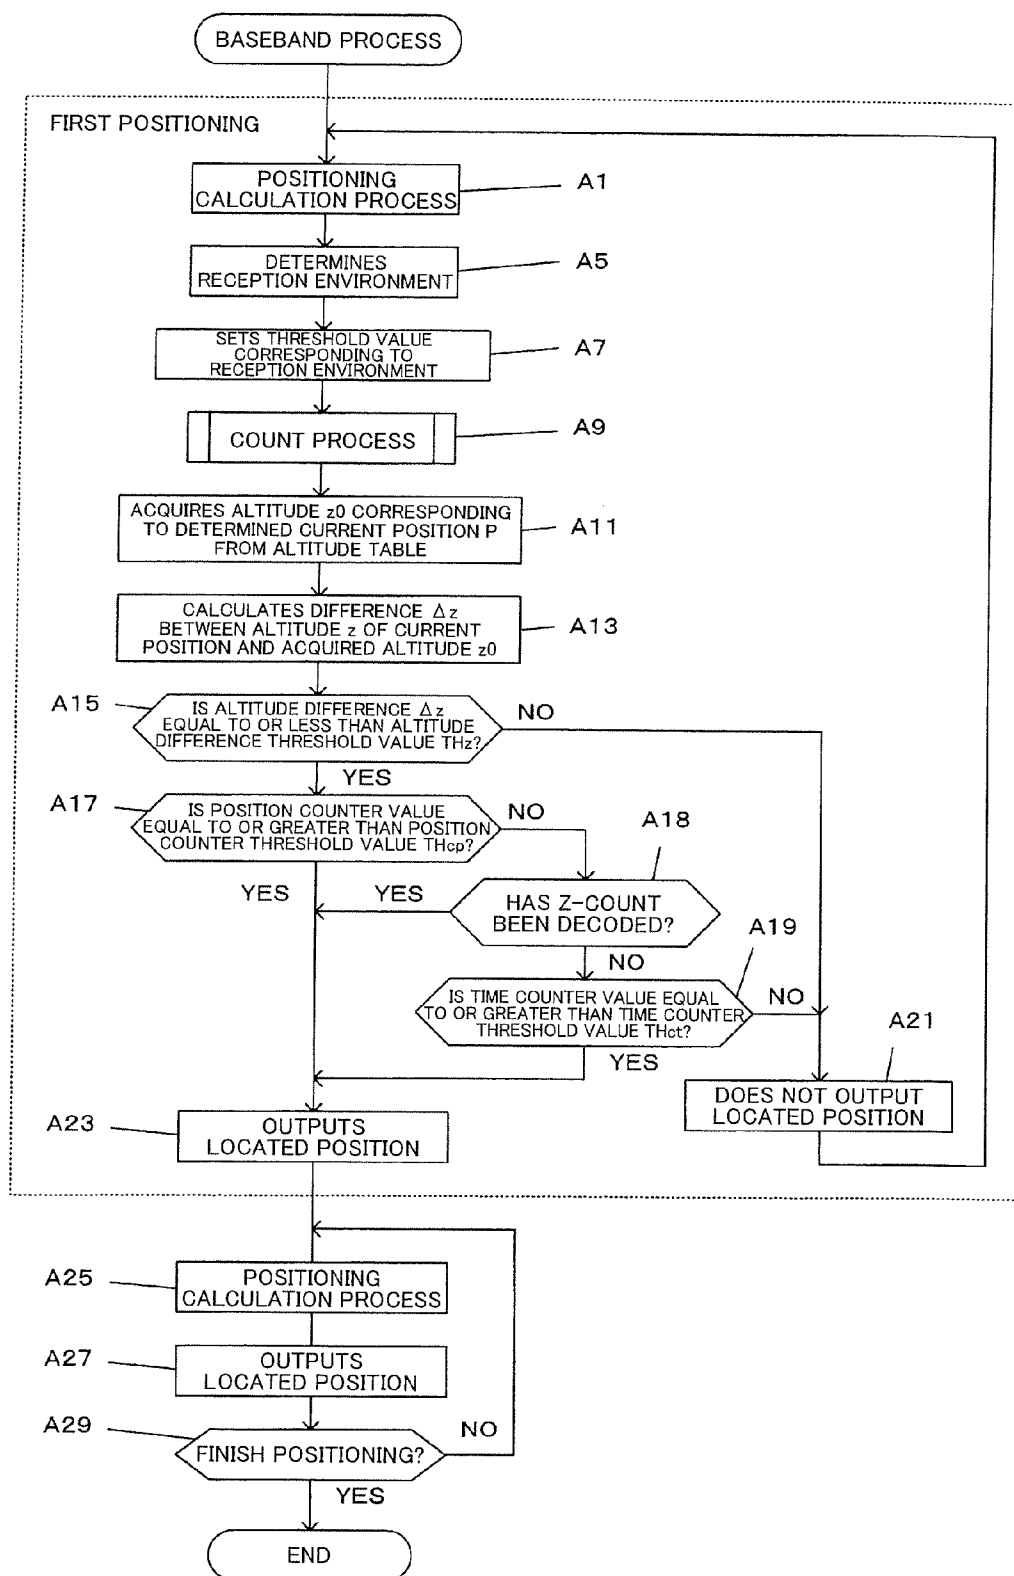 BASEBAND PROCESS
FIRST POSITIONING
POSITIONING
CALCULATION PROCESS
A1
DETERMINES
RECEPTION ENVIRONMENT
A5
SETS THRESHOLD VALUE
CORRESPONDING TO
RECEPTION ENVIRONMENT
A7
COUNT PROCESS
A9
ACQUIRES ALTITUDE z0 CORRESPONDING
TO DETERMINED CURRENT POSITION P
FROM ALTITUDE TABLE
A11
CALCULATES DIFFERENCE Δz
BETWEEN ALTITUDE z OF CURRENT
POSITION AND ACQUIRED ALTITUDE z0
A13
A15
IS ALTITUDE DIFFERENCE Δz
EQUAL TO OR LESS THAN ALTITUDE
DIFFERENCE THRESHOLD VALUE THz?
NO
YES
A17
IS POSITION COUNTER VALUE
EQUAL TO OR GREATER THAN POSITION
COUNTER THRESHOLD VALUE THcp?
NO
A18
YES
YES
HAS Z-COUNT
BEEN DECODED?
NO
A19
IS TIME COUNTER VALUE EQUAL
TO OR GREATER THAN TIME COUNTER
THRESHOLD VALUE THct?
NO
YES
A21
DOES NOT OUTPUT
LOCATED POSITION
A23
OUTPUTS
LOCATED POSITION
A25
POSITIONING
CALCULATION PROCESS
A27
OUTPUTS
LOCATED POSITION
A29
FINISH POSITIONING?
NO
YES
END